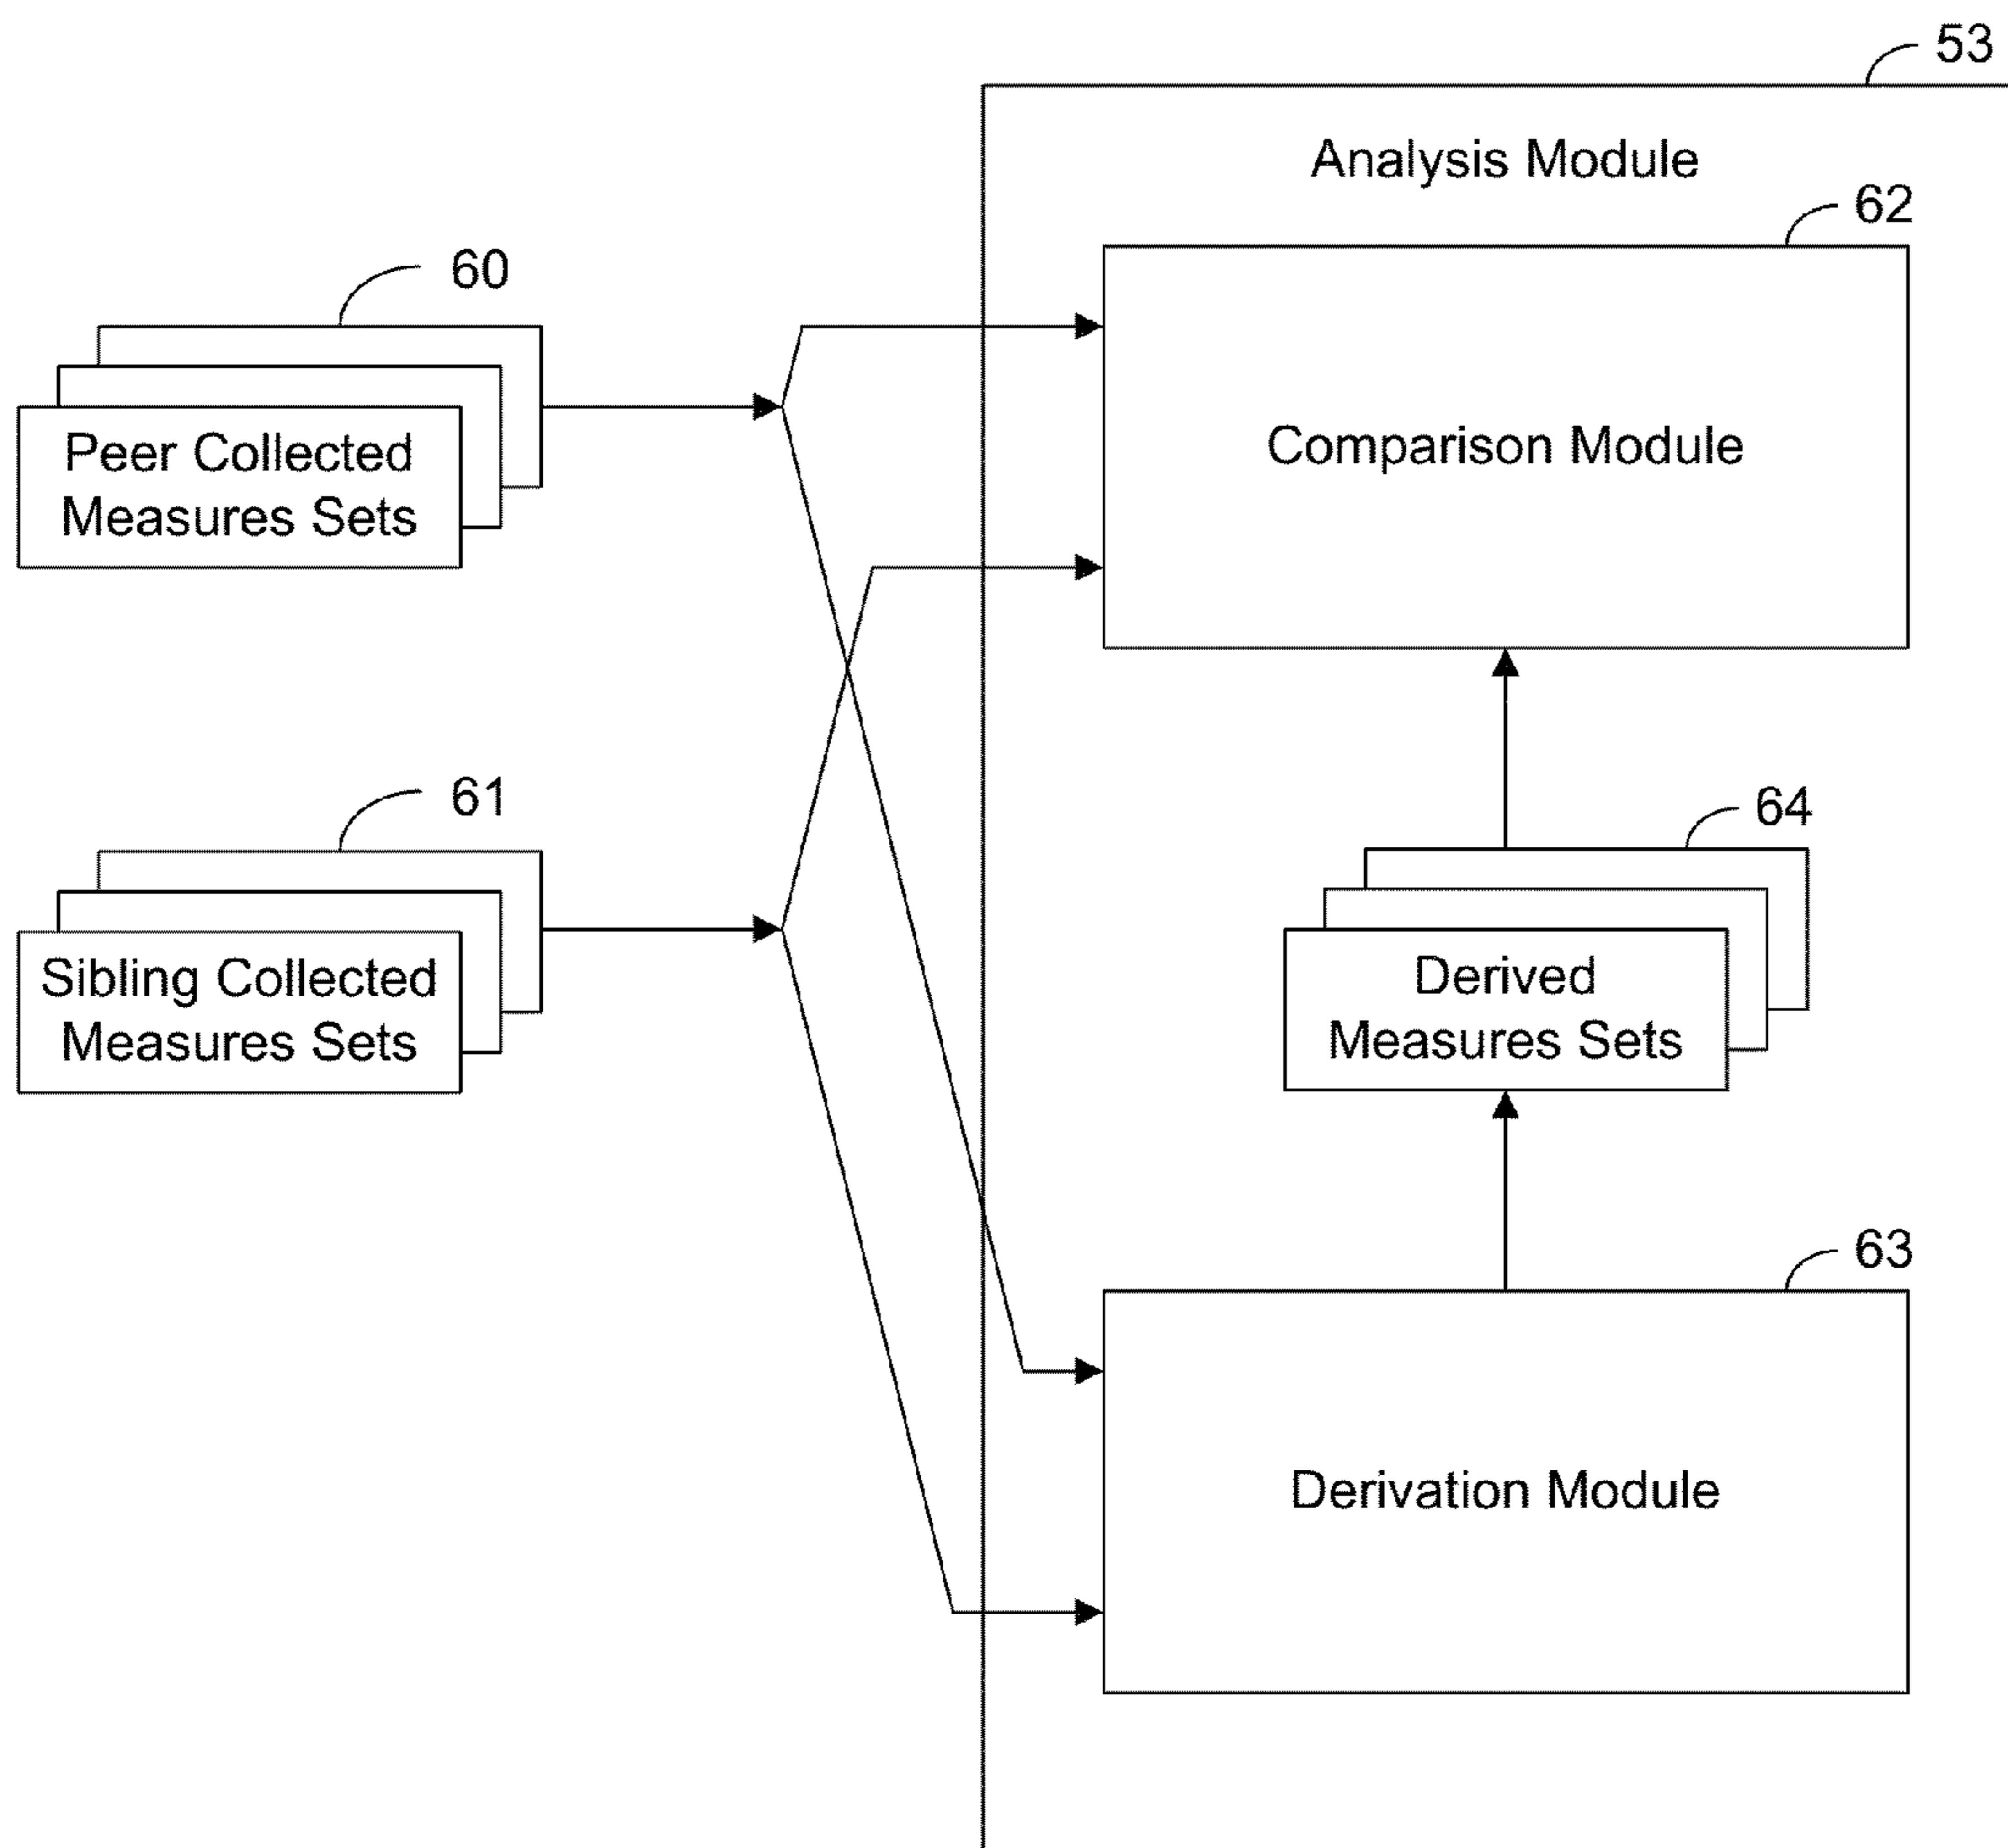 53
Analysis Module
62
60
Comparison Module
Peer Collected
Measures Sets
61
64
Sibling Collected
Measures Sets
Derived
Measures Sets
63
Derivation Module